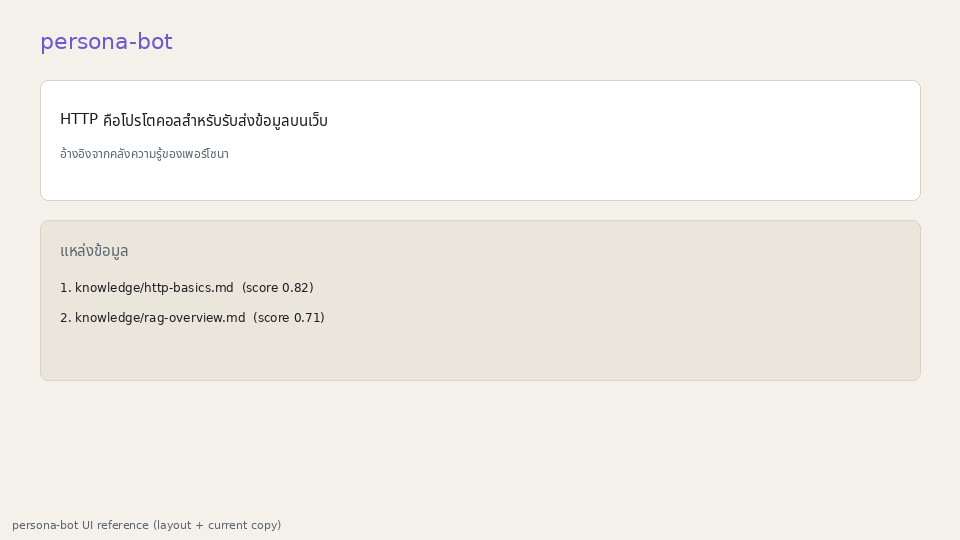 persona-bot
HTTP คือโปรโตคอลสำหรับรับส่งข้อมูลบนเว็บ
อ้างอิงจากคลังความรู้ของเพอร์โซนา
แหล่งข้อมูล
1. knowledge/http-basics.md (score 0.82)
2. knowledge/rag-overview.md (score 0.71)
persona-bot UI reference (layout + current copy)